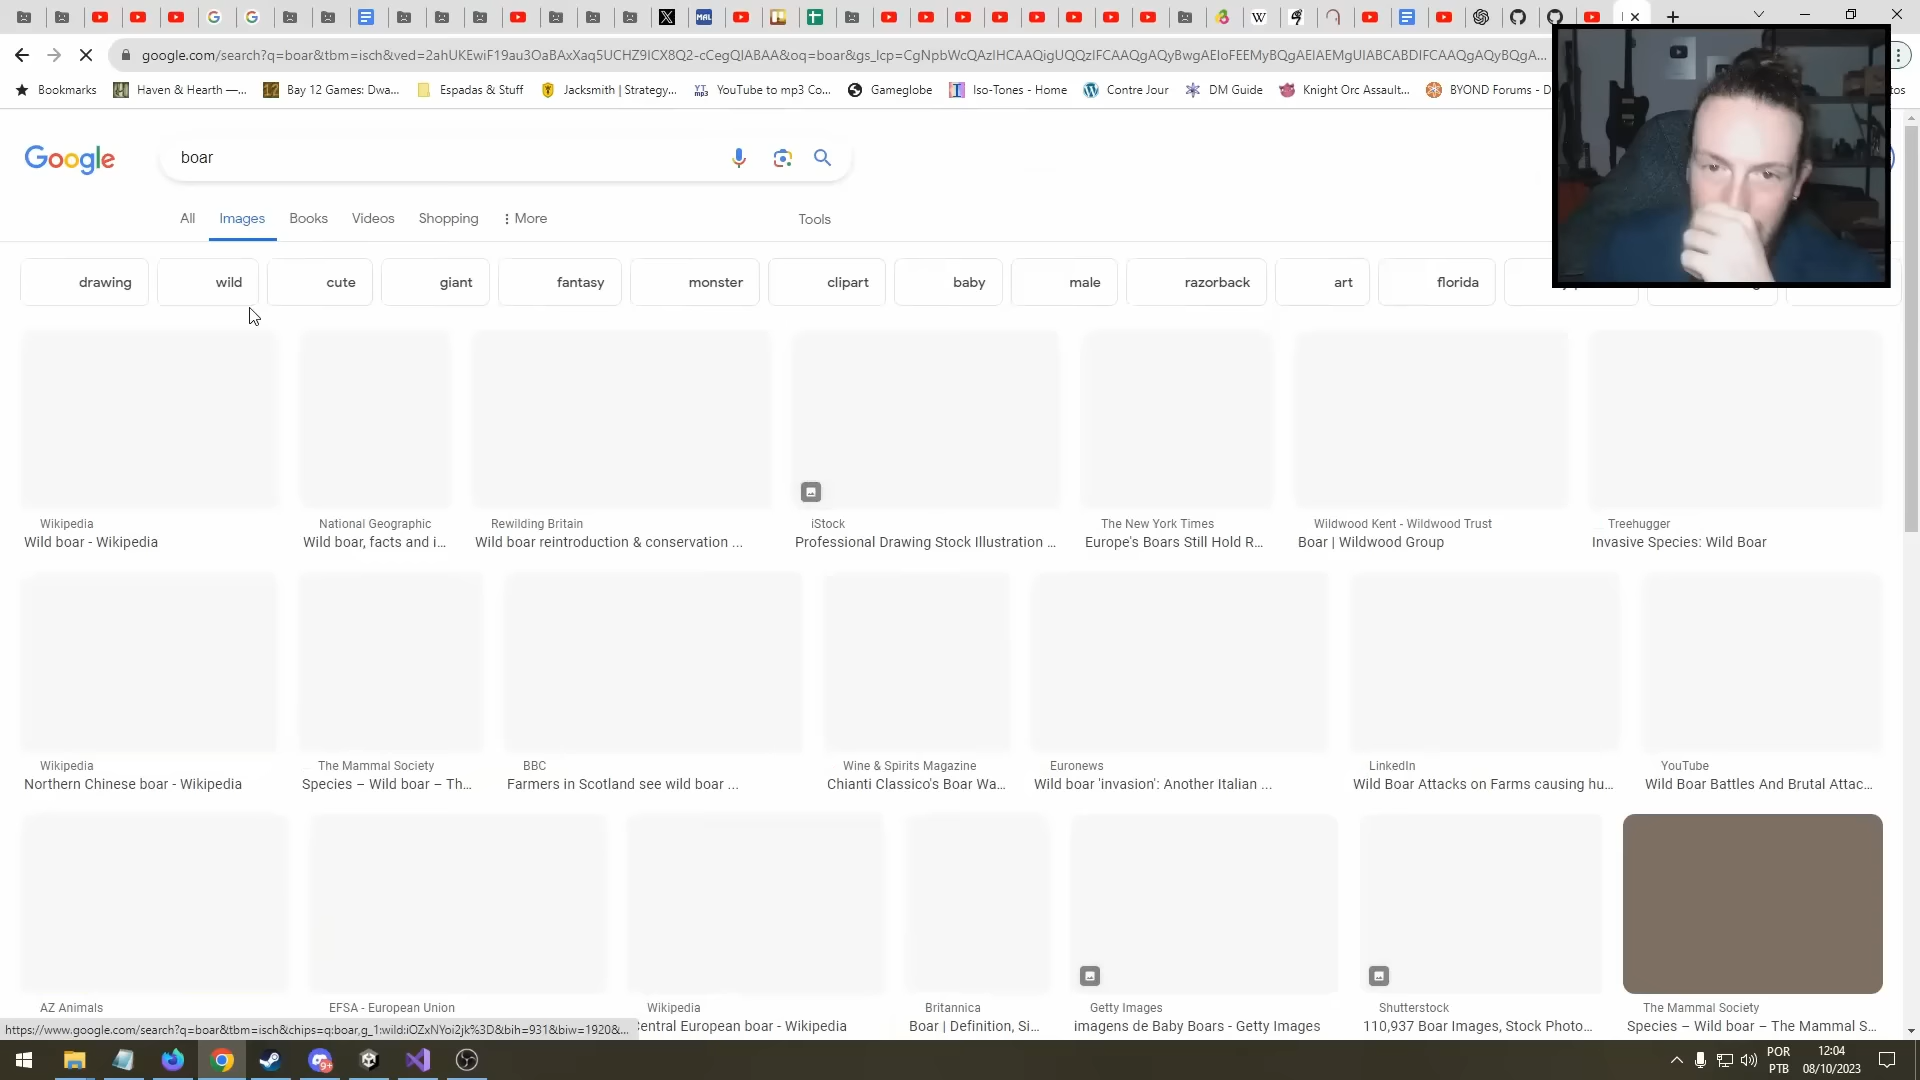 google.com/search?q=boar&tbm=isch&ved=2ahUKEwiF19au3OaBAxXaq5UCHZ9ICX8Q2-cCegQIABAA&oq=boar&gs_lcp=CgNpbWcQAzIHCAAQigUQQzIFCAAQgAQyBwgAEIoFEEMyBQgAEIAEMgUIABCABDIFCAAQgAQyBQgA...
Bookmarks
Haven & Hearth —...
Bay 12 Games: Dwa...
Espadas & Stuff
Jacksmith | Strategy...
YouTube to mp3 Co...
Gameglobe
Iso-Tones - Home
Contre Jour
DM Guide
Knight Orc Assault...
BYOND Forums - D
Google
boar
All
Images
Books
Videos
Shopping
More
Tools
drawing
wild
cute
giant
fantasy
monster
clipart
baby
male
razorback
art
florida
Wikipedia
Wild boar - Wikipedia
National Geographic
Wild boar, facts and i...
Rewilding Britain
Wild boar reintroduction & conservation ...
iStock
Professional Drawing Stock Illustration ...
The New York Times
Europe's Boars Still Hold R...
Wildwood Kent - Wildwood Trust
Boar | Wildwood Group
Treehugger
Invasive Species: Wild Boar
Wikipedia
Northern Chinese boar - Wikipedia
The Mammal Society
Species – Wild boar – Th...
BBC
Farmers in Scotland see wild boar ...
Wine & Spirits Magazine
Chianti Classico's Boar Wa...
Euronews
Wild boar 'invasion': Another Italian ...
LinkedIn
Wild Boar Attacks on Farms causing hu...
YouTube
Wild Boar Battles And Brutal Attac...
AZ Animals
EFSA - European Union
Wikipedia
Central European boar - Wikipedia
Britannica
Boar | Definition, Si...
Getty Images
imagens de Baby Boars - Getty Images
Shutterstock
110,937 Boar Images, Stock Photo...
The Mammal Society
Species – Wild boar – The Mammal S...
https://www.google.com/search?q=boar&tbm=isch&chips=q:boar,g_1:wild:iOZxNYoi2jk%3D&bih=931&biw=1920&...
POR
PTB
12:04
08/10/2023